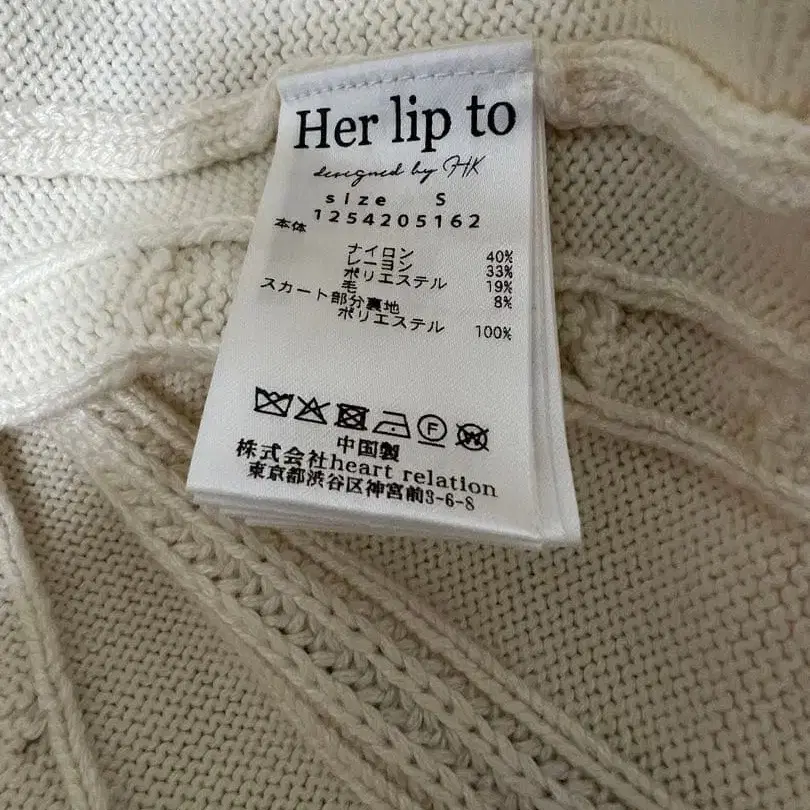 Her lip to
designed by HK
size S
1254205162
本体
ナイロン 40%
レーヨン 33%
ポリエステル 19%
毛 8%
スカート部分裏地
ポリエステル 100%
F W
中国製
株式会社heart relation
東京都渋谷区神宮前3-6-8